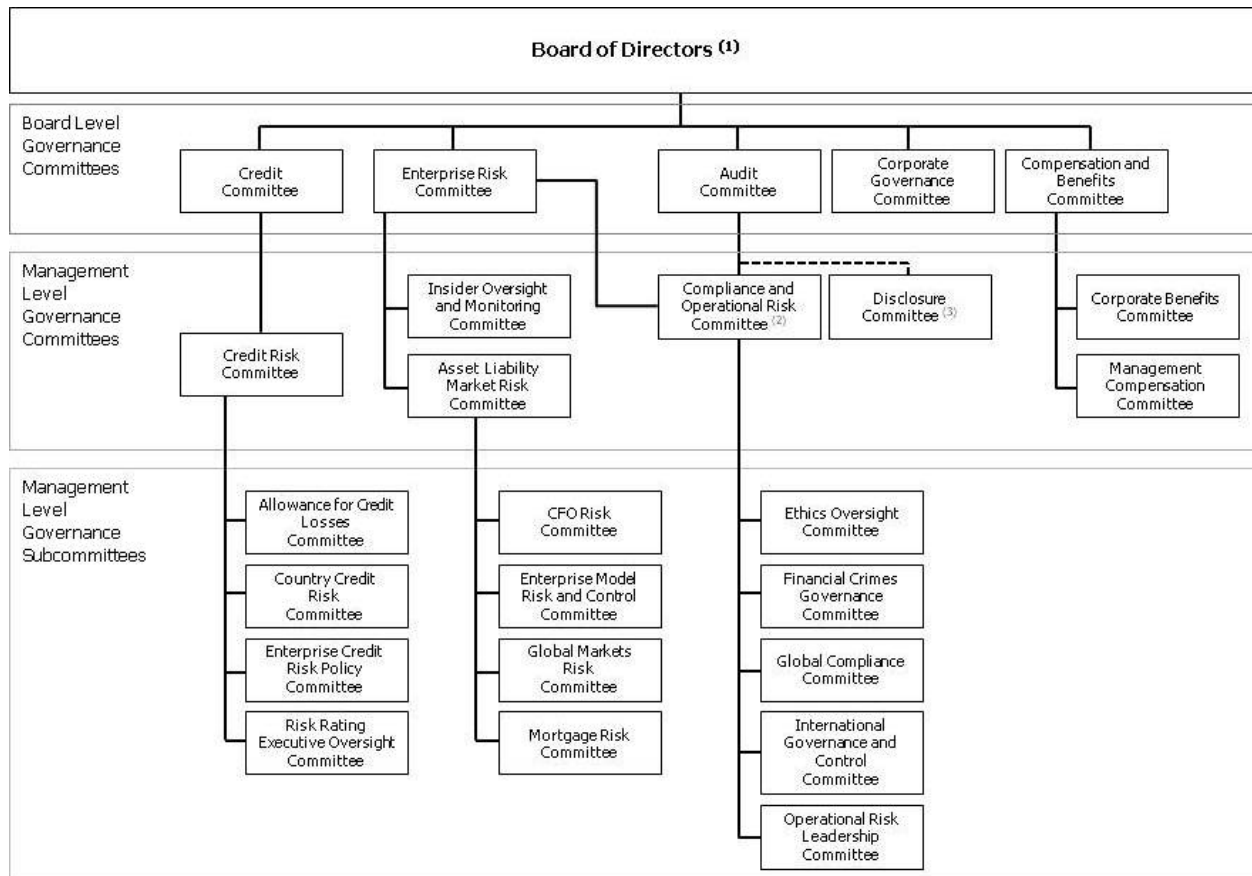 Board of Directors (1)
Board Level
Governance
Committees
Credit
Committee
Enterprise Risk
Committee
Audit
Committee
Corporate
Governance
Committee
Compensation and
Benefits
Committee
Management
Level
Governance
Committees
Insider Oversight
and Monitoring
Committee
Compliance and
Operational Risk
Committee (2)
Disclosure
Committee (3)
Corporate Benefits
Committee
Credit Risk
Committee
Asset Liability
Market Risk
Committee
Management
Compensation
Committee
Management
Level
Governance
Subcommittees
Allowance for Credit
Losses
Committee
CFO Risk
Committee
Ethics Oversight
Committee
Country Credit
Risk
Committee
Enterprise Model
Risk and Control
Committee
Financial Crimes
Governance
Committee
Enterprise Credit
Risk Policy
Committee
Global Markets
Risk
Committee
Global Compliance
Committee
Risk Rating
Executive Oversight
Committee
Mortgage Risk
Committee
International
Governance and
Control
Committee
Operational Risk
Leadership
Committee